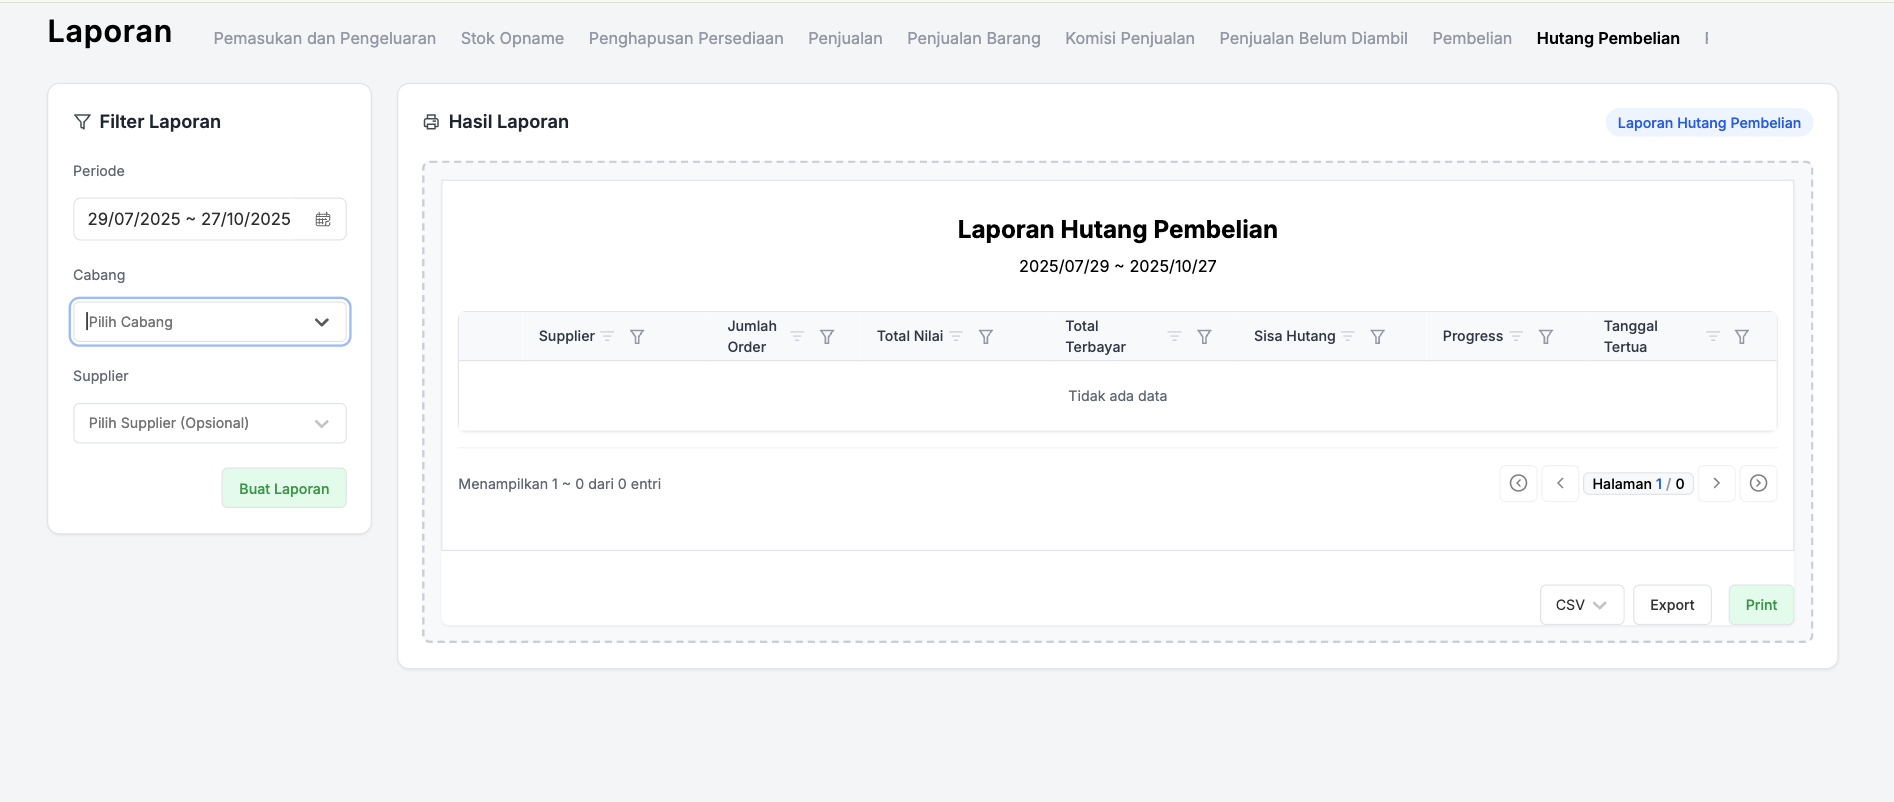 Laporan
Pemasukan dan Pengeluaran
Stok Opname
Penghapusan Persediaan
Penjualan
Penjualan Barang
Komisi Penjualan
Penjualan Belum Diambil
Pembelian
Hutang Pembelian
Filter Laporan
Periode
29/07/2025 ~ 27/10/2025
Cabang
Pilih Cabang
Supplier
Pilih Supplier (Opsional)
Buat Laporan
Hasil Laporan
Laporan Hutang Pembelian
Laporan Hutang Pembelian
2025/07/29 ~ 2025/10/27
Supplier
Jumlah
Order
Total Nilai
Total
Terbayar
Sisa Hutang
Progress
Tanggal
Tertua
Tidak ada data
Menampilkan 1 ~ 0 dari 0 entri
Halaman 1 / 0
CSV
Export
Print